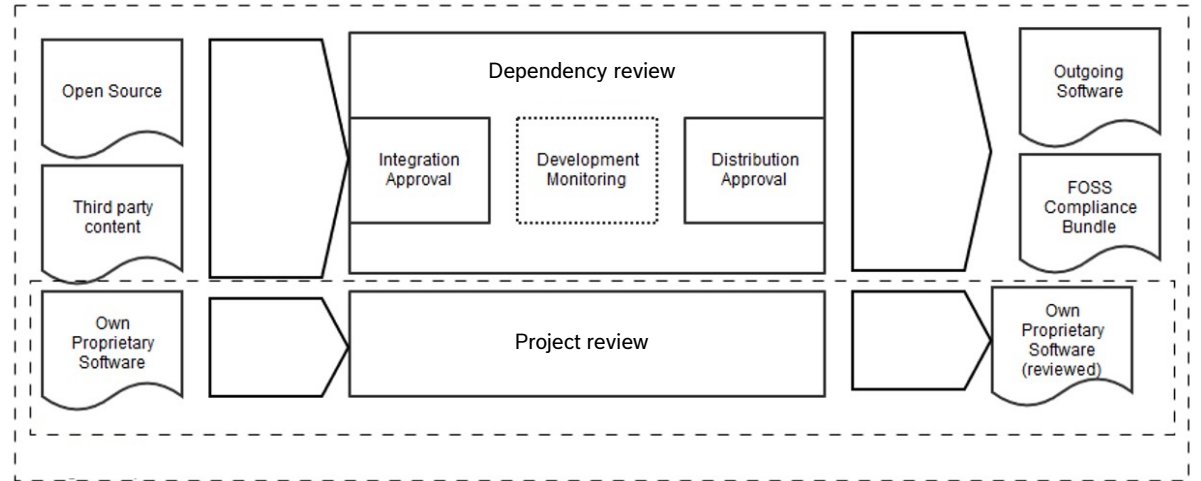 Open Source
Third party
content
Own
Proprietary
Software
Dependency review
Integration
Approval
Development
Monitoring
Distribution
Approval
Project review
Outgoing
Software
FOSS
Compliance
Bundle
Own
Proprietary
Software
(reviewed)